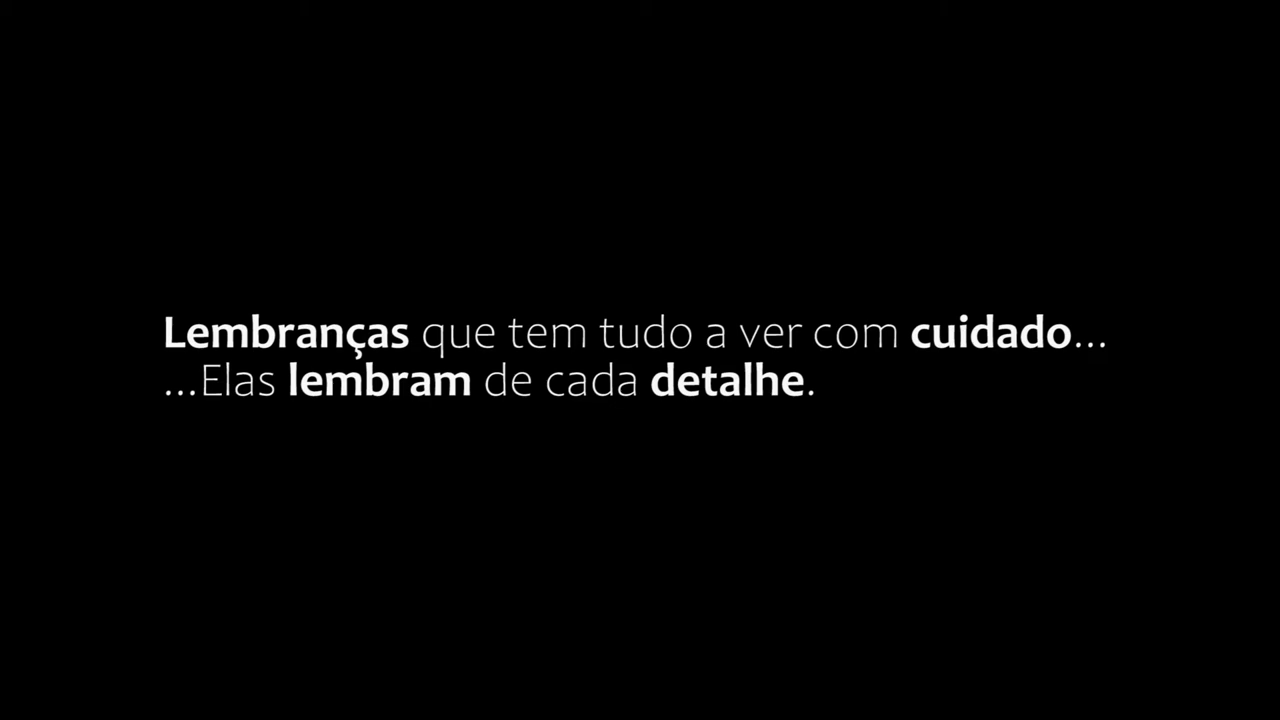 Lembranças que tem tudo a ver com cuidado...
...Elas lembram de cada detalhe.